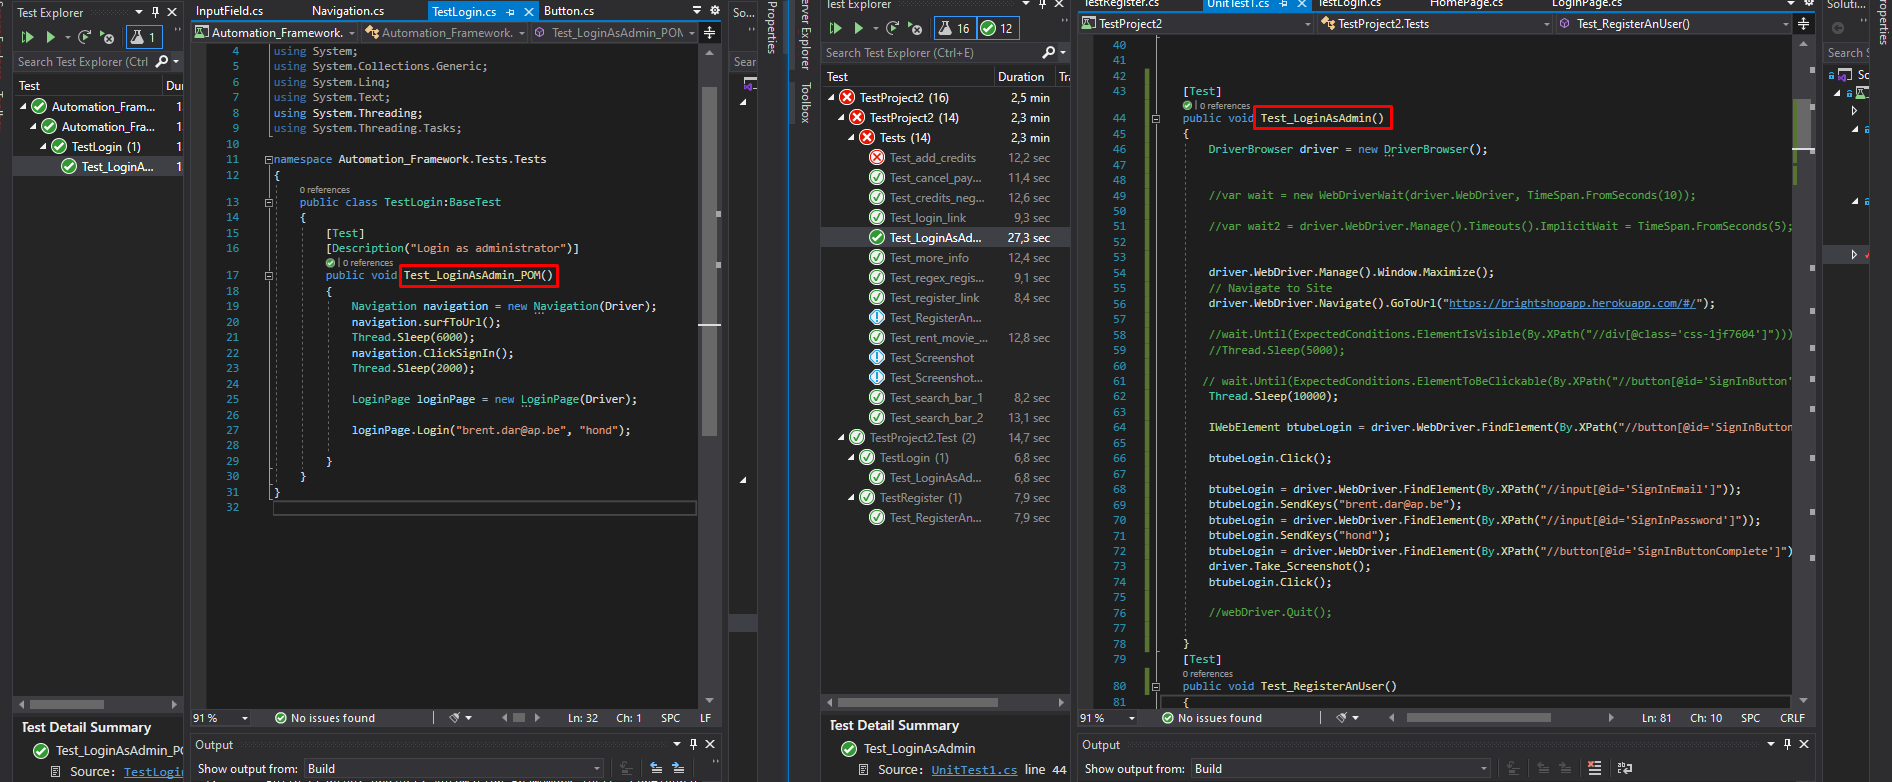 Test Explorer
1
Search Test Explorer (Ctrl
Test
Automation_Fram...
Automation_Fra...
TestLogin (1)
Test_LoginA...
Test Detail Summary
Test_LoginAsAdmin_PO
Source: TestLogin
InputField.cs Navigation.cs TestLogin.cs Button.cs
Automation_Framework. Automation_Framework. Test_LoginAsAdmin_POM(
4 using System;
5 using System.Collections.Generic;
6 using System.Linq;
7 using System.Text;
8 using System.Threading;
9 using System.Threading.Tasks;
10
11 namespace Automation_Framework.Tests.Tests
12 {
0 references
13 public class TestLogin:BaseTest
14 {
15 [Test]
16 [Description("Login as administrator")]
| 0 references
17 public void Test_LoginAsAdmin_POM()
18 {
19 Navigation navigation = new Navigation(Driver);
20 navigation.surfToUrl();
21 Thread.Sleep(6000);
22 navigation.ClickSignIn();
23 Thread.Sleep(2000);
24
25 LoginPage loginPage = new LoginPage(Driver);
26
27 loginPage.Login("brent.dar@ap.be", "hond");
28
29 }
30 }
31 }
32
91 % No issues found Ln: 32 Ch: 1 SPC LF
Output
Show output from: Build
So...
Sear
Properties
Server Explorer
Toolbox
Test Explorer
16 12
Search Test Explorer (Ctrl+E)
Test Duration Tra
TestProject2 (16) 2,5 min
TestProject2 (14) 2,3 min
Tests (14) 2,3 min
Test_add_credits 12,2 sec
Test_cancel_pay... 11,4 sec
Test_credits_neg... 12,6 sec
Test_login_link 9,3 sec
Test_LoginAsAd... 27,3 sec
Test_more_info 12,4 sec
Test_regex_regis... 9,1 sec
Test_register_link 8,4 sec
Test_RegisterAn...
Test_rent_movie_... 12,8 sec
Test_Screenshot
Test_Screenshot...
Test_search_bar_1 8,2 sec
Test_search_bar_2 13,1 sec
TestProject2.Test (2) 14,7 sec
TestLogin (1) 6,8 sec
Test_LoginAsAd... 6,8 sec
TestRegister (1) 7,9 sec
Test_RegisterAn... 7,9 sec
Test Detail Summary
Test_LoginAsAdmin
Source: UnitTest1.cs line 44
TestRegister.cs UnitTest1.cs TestLogin.cs HomePage.cs LoginPage.cs
TestProject2 TestProject2.Tests Test_RegisterAnUser()
40
41
42
43 [Test]
| 0 references
44 public void Test_LoginAsAdmin()
45 {
46 DriverBrowser driver = new DriverBrowser();
47
48
49 //var wait = new WebDriverWait(driver.WebDriver, TimeSpan.FromSeconds(10));
50
51 //var wait2 = driver.WebDriver.Manage().Timeouts().ImplicitWait = TimeSpan.FromSeconds(5);
52
53
54 driver.WebDriver.Manage().Window.Maximize();
55 // Navigate to Site
56 driver.WebDriver.Navigate().GoToUrl("https://brightshopapp.herokuapp.com/#/");
57
58 //wait.Until(ExpectedConditions.ElementIsVisible(By.XPath("//div[@class='css-1jf7604']")))
59 //Thread.Sleep(5000);
60
61 // wait.Until(ExpectedConditions.ElementToBeClickable(By.XPath("//button[@id='SignInButton'
62 Thread.Sleep(10000);
63
64 IWebElement btubeLogin = driver.WebDriver.FindElement(By.XPath("//button[@id='SignInButton
65
66 btubeLogin.Click();
67
68 btubeLogin = driver.WebDriver.FindElement(By.XPath("//input[@id='SignInEmail']"));
69 btubeLogin.SendKeys("brent.dar@ap.be");
70 btubeLogin = driver.WebDriver.FindElement(By.XPath("//input[@id='SignInPassword']"));
71 btubeLogin.SendKeys("hond");
72 btubeLogin = driver.WebDriver.FindElement(By.XPath("//button[@id='SignInButtonComplete']")
73 driver.Take_Screenshot();
74 btubeLogin.Click();
75
76 //webDriver.Quit();
77
78 }
79 [Test]
0 references
80 public void Test_RegisterAnUser()
81 {
91 % No issues found Ln: 81 Ch: 10 SPC CRLF
Output
Show output from: Build
Soluti...
Search S
Properties